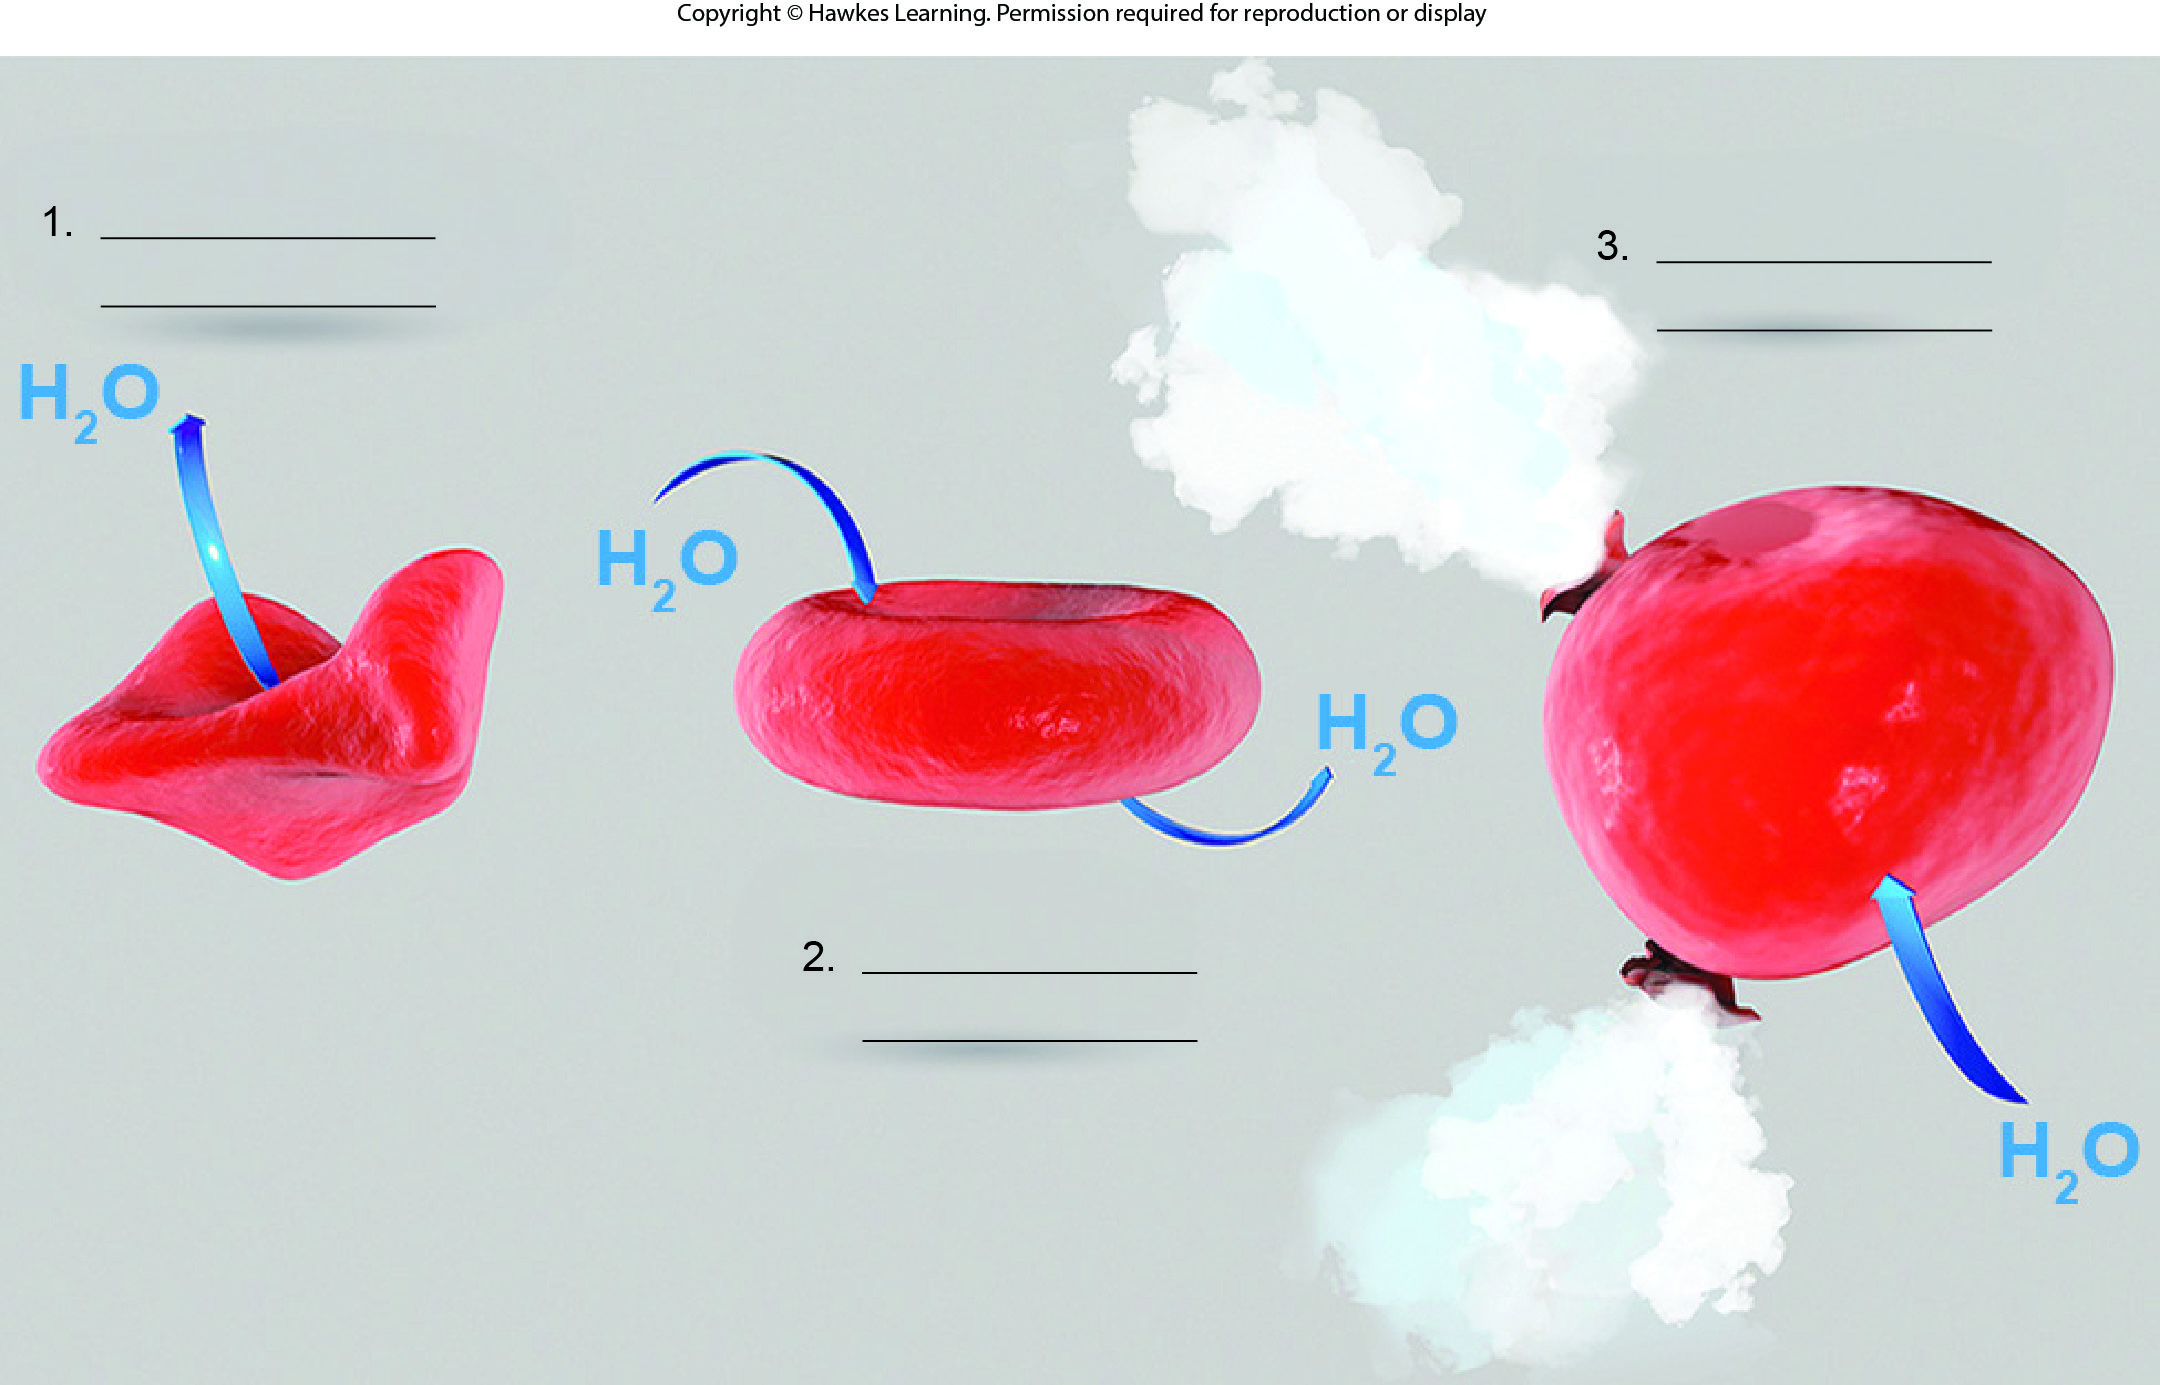 Copyright © Hawkes Learning. Permission required for reproduction or display
1.
3.
H₂O
H₂O
H₂O
2.
H₂O